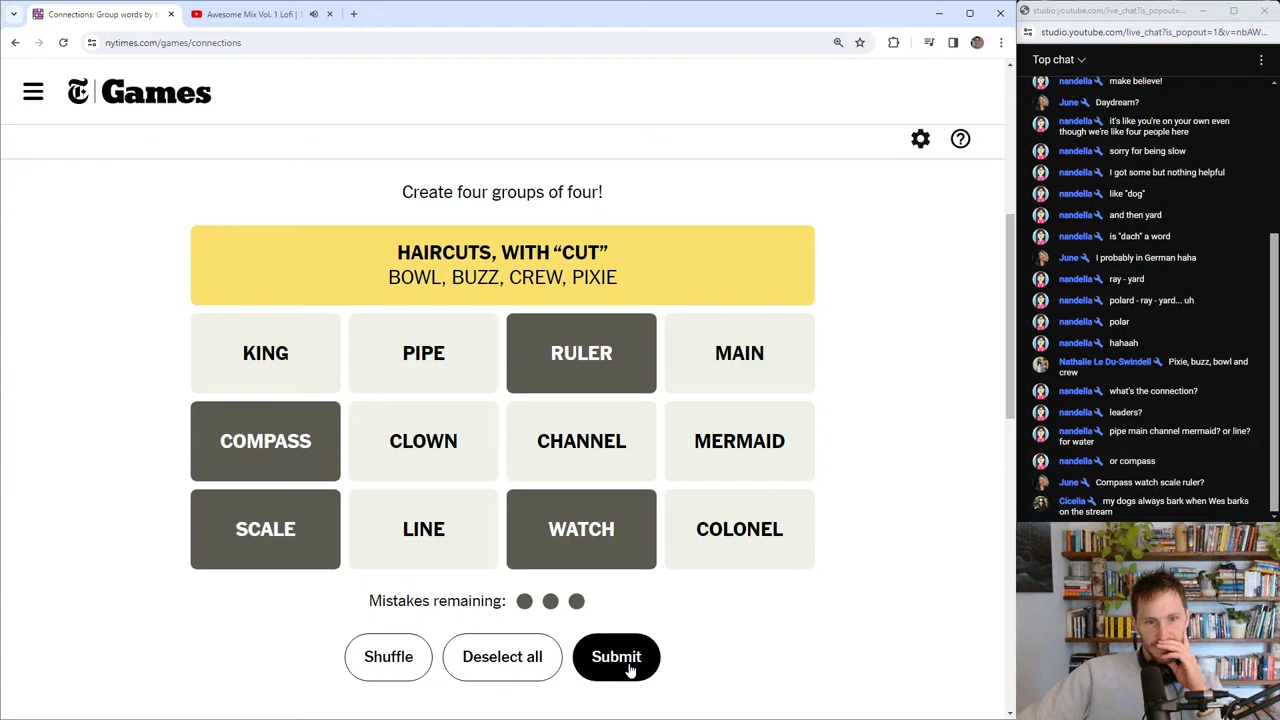 Connections: Group words by t
Awesome Mix Vol. 1 Lofi |
nytimes.com/games/connections
T Games
Create four groups of four!
HAIRCUTS, WITH “CUT”
BOWL, BUZZ, CREW, PIXIE
KING PIPE RULER MAIN
COMPASS CLOWN CHANNEL MERMAID
SCALE LINE WATCH COLONEL
Mistakes remaining:
Shuffle Deselect all Submit
studio.youtube.com/live_chat?is_popout=...
studio.youtube.com/live_chat?is_popout=1&v=nbAW...
Top chat
nandella make believe!
June Daydream?
nandella it's like you're on your own even
though we're like four people here
nandella sorry for being slow
nandella I got some but nothing helpful
nandella like "dog"
nandella and then yard
nandella is "dach" a word
June I probably in German haha
nandella ray - yard
nandella polard - ray - yard... uh
nandella polar
nandella hahaah
Nathalie Le Du-Swindell Pixie, buzz, bowl and
crew
nandella what's the connection?
nandella leaders?
nandella pipe main channel mermaid? or line?
for water
nandella or compass
June Compass watch scale ruler?
Cicelia my dogs always bark when Wes barks
on the stream